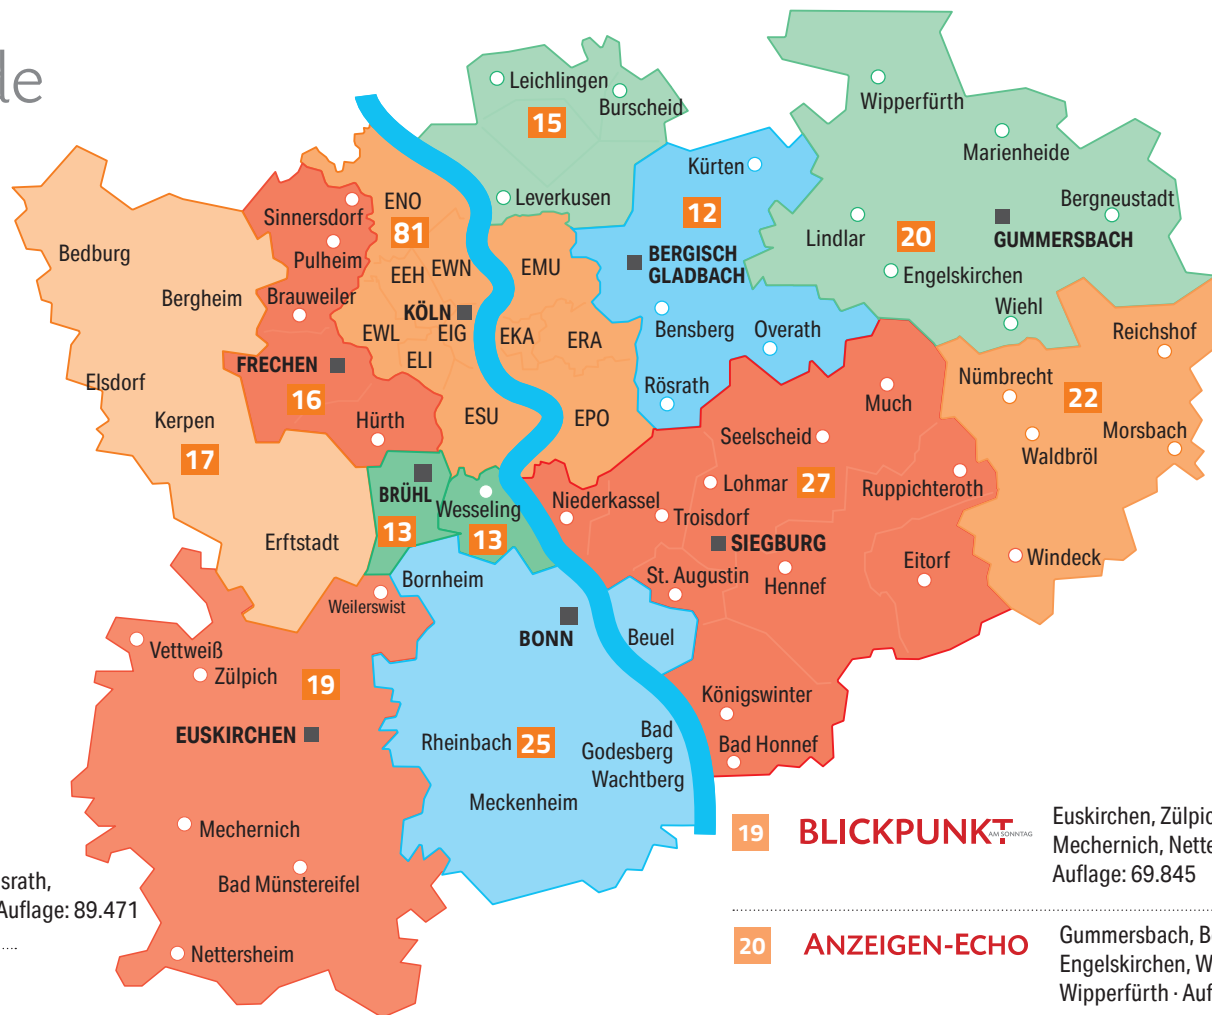 de
Leichlingen
Burscheid
15
Leverkusen
Wipperfürth
Marienheide
Bergneustadt
Lindlar
20
GUMMERSBACH
Engelskirchen
Wiehl
Kürten
12
BERGISCH
GLADBACH
Bensberg
Overath
Rösrath
Sinnersdorf
Pulheim
Brauweiler
FRECHEN
16
Hürth
ENO
81
EEH
EWN
EMU
KÖLN
EWL
EIG
EKA
ERA
ELI
ESU
EPO
Bedburg
Bergheim
Elsdorf
Kerpen
17
Erftstadt
Reichshof
Nümbrecht
22
Morsbach
Waldbröl
Windeck
Much
Seelscheid
Lohmar
27
Ruppichteroth
Niederkassel
Troisdorf
SIEGBURG
St. Augustin
Hennef
Eitorf
Königswinter
Bad Honnef
BRÜHL
13
Wesseling
13
Bornheim
Weilerswist
BONN
Beuel
Rheinbach
25
Bad
Godesberg
Wachtberg
Meckenheim
Vettweiß
Zülpich
19
EUSKIRCHEN
Mechernich
Bad Münstereifel
Nettersheim
srath,
Auflage: 89.471
19
BLICKPUNKT
AM SONNTAG
Euskirchen, Zülpic
Mechernich, Nette
Auflage: 69.845
20
ANZEIGEN-ECHO
Gummersbach, B
Engelskirchen, W
Wipperfürth · Auf